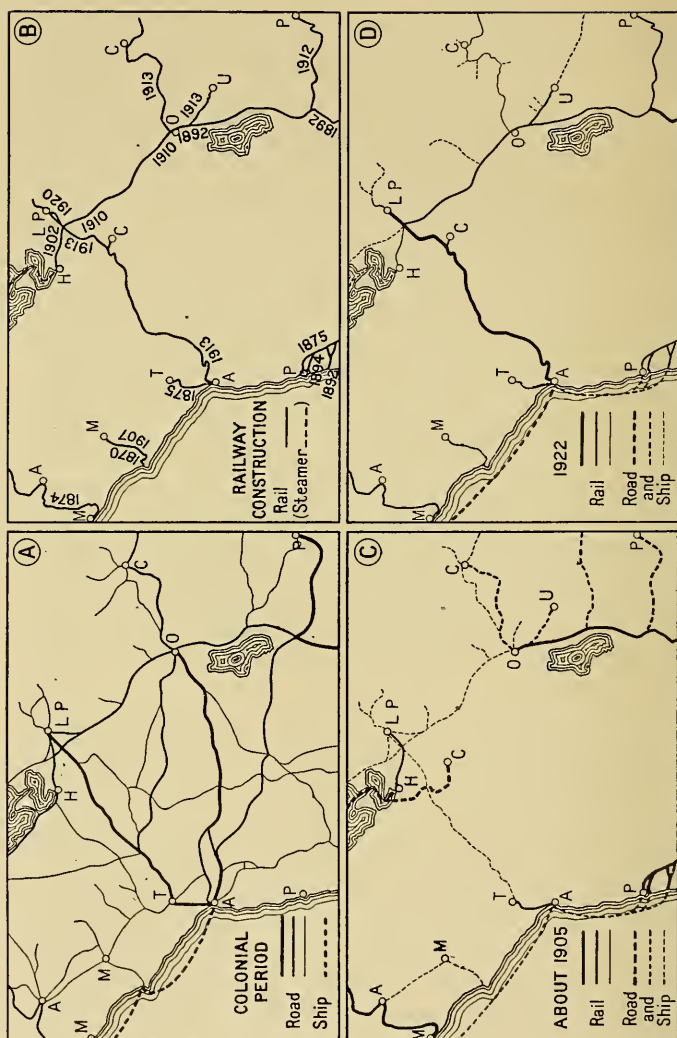 A
M
A
M
H
L P
T
A
P
O
C
P
COLONIAL
PERIOD
Road
Ship
B
1874
A
M
M
1907
1870
H
1902
L P
1920
1913
1910
C
T
1875
A
1913
P
1875
1894
1892
1910
O
1892
1913
C
1913
U
1912
P
1892
RAILWAY
CONSTRUCTION
Rail
(Steamer)
C
A
M
M
H
L P
C
T
A
P
O
C
U
P
ABOUT 1905
Rail
Road
and
Ship
D
A
M
M
H
L P
C
T
A
P
O
C
U
P
1922
Rail
Road
and
Ship